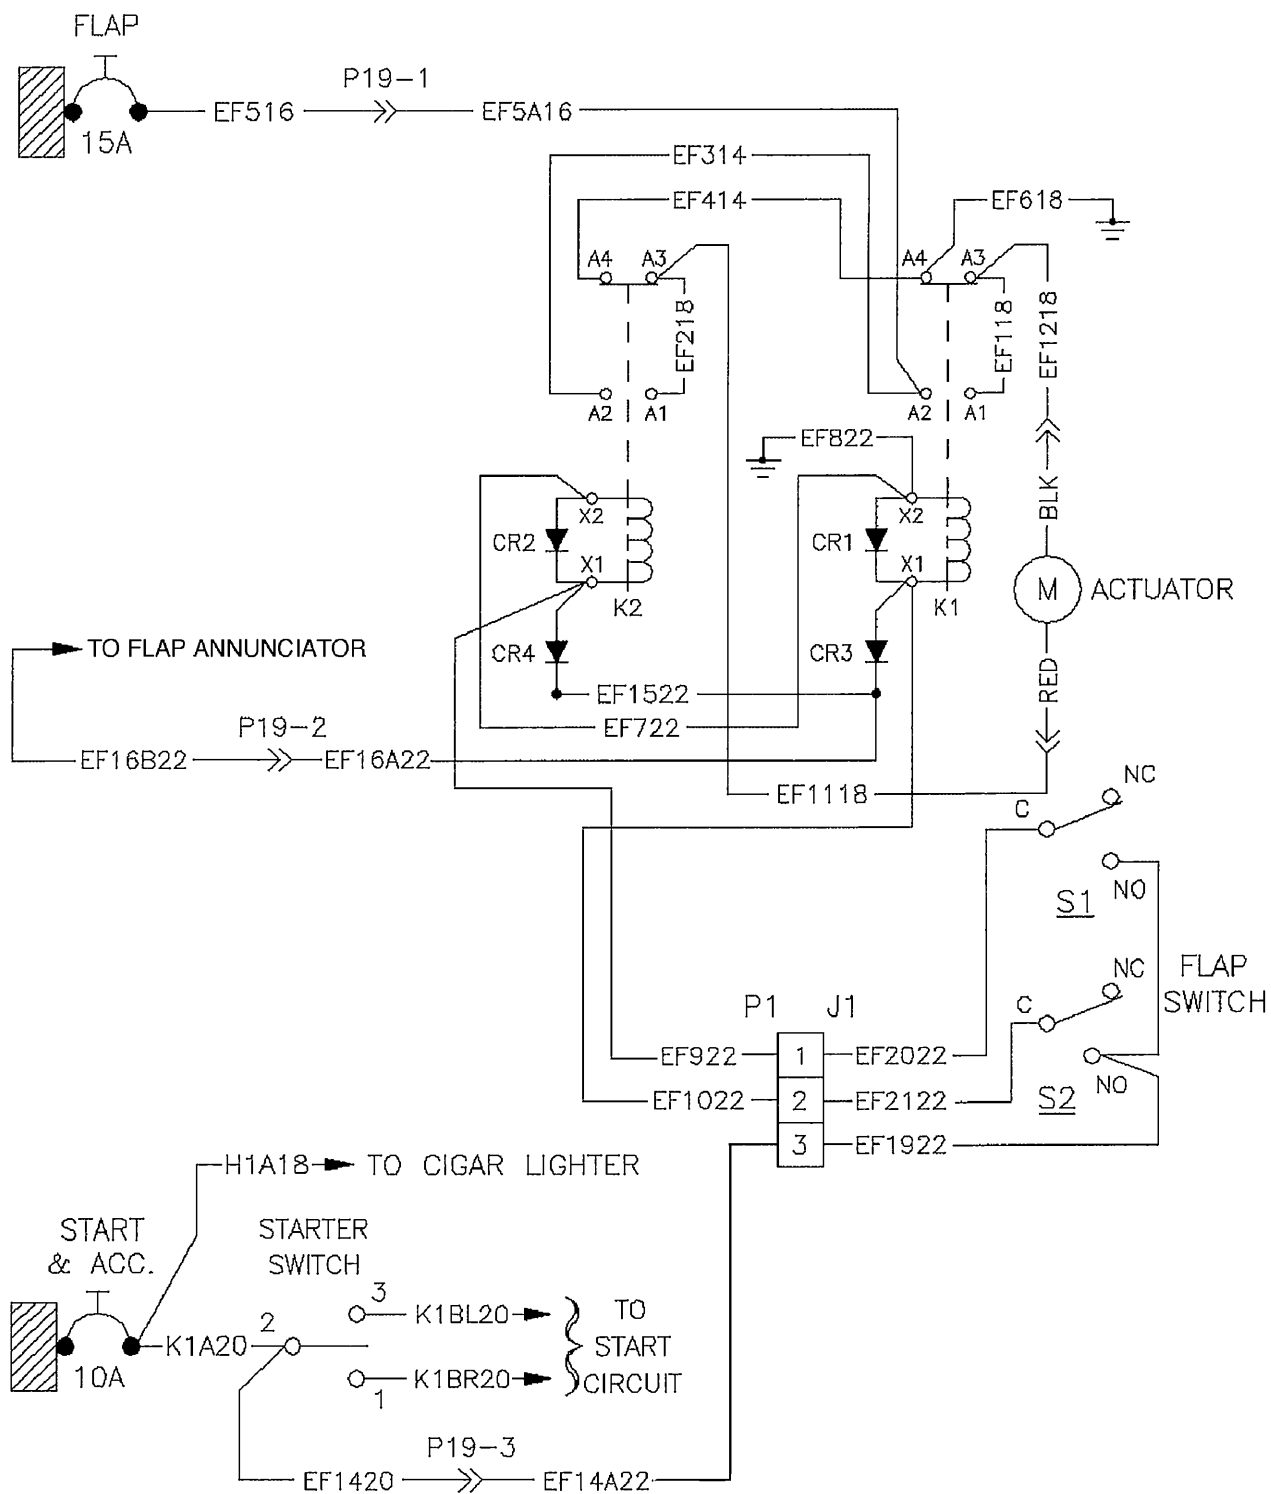 FLAP
15A
EF516
P19-1
EF5A16
EF314
EF414
EF618
A4
A3
A4
A3
EF218
EF118
EF1218
A2
A1
A2
A1
EF822
X2
X2
CR2
CR1
BLK
X1
X1
K2
K1
M
ACTUATOR
TO FLAP ANNUNCIATOR
CR4
CR3
RED
EF1522
P19-2
EF722
EF16B22
EF16A22
EF1118
NC
C
NO
S1
FLAP
SWITCH
NC
C
NO
S2
P1
J1
EF922
1
EF2022
EF1022
2
EF2122
3
EF1922
H1A18
TO CIGAR LIGHTER
START
& ACC.
STARTER
SWITCH
3
K1BL20
TO
START
CIRCUIT
2
K1A20
10A
K1BR20
1
P19-3
EF1420
EF14A22